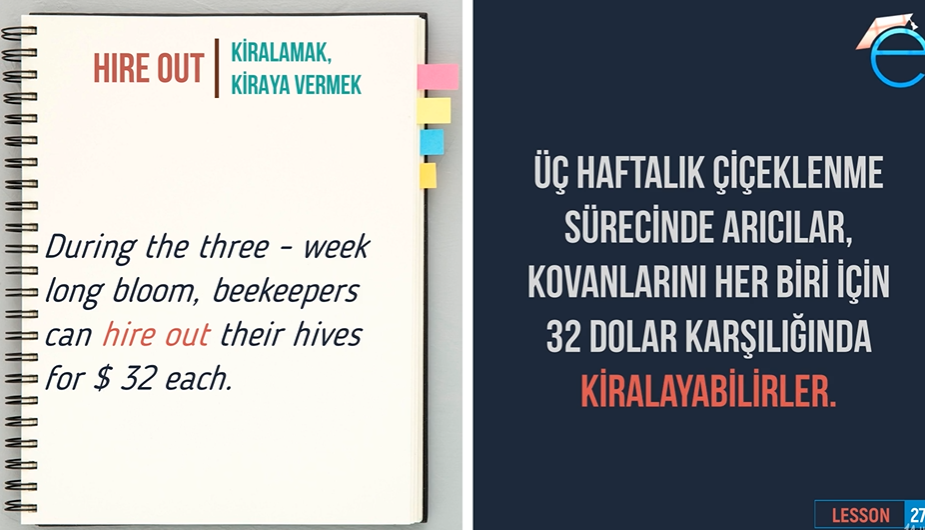 HIRE OUT
KİRALAMAK,
KİRAYA VERMEK
During the three - week
long bloom, beekeepers
can hire out their hives
for $ 32 each.
ÜÇ HAFTALIK ÇİÇEKLENME
SÜRECİNDE ARICILAR,
KOVANLARINI HER BİRİ İÇİN
32 DOLAR KARŞILIĞINDA
KİRALAYABİLİRLER.
LESSON 27